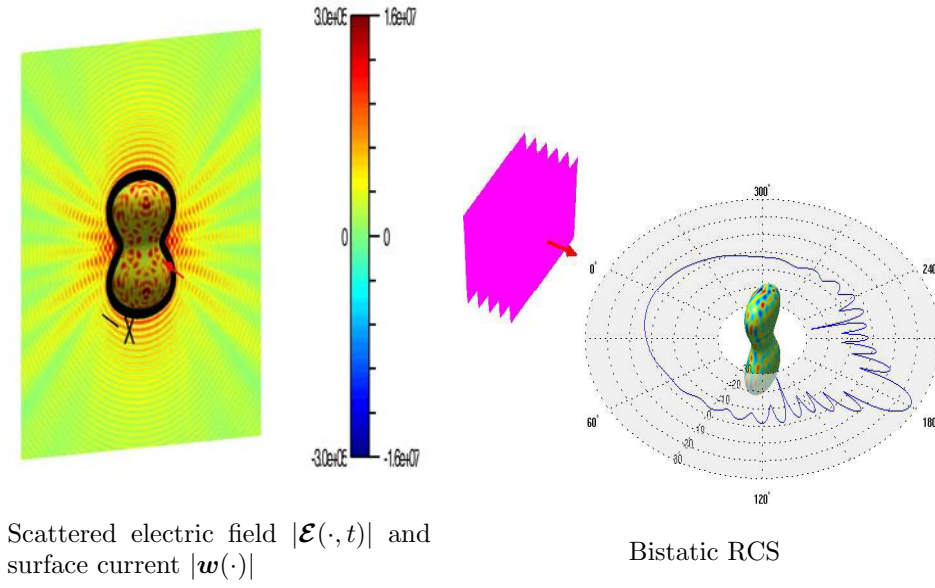 3.0e+05 1.6e+07
0 0
-3.0e+05 -1.6e+07
300°
0°
240°
60°
180°
120°
-30
-20
-10
0
10
20
30
Scattered electric field |𝓔(·, t)| and
surface current |𝒘(·)|
Bistatic RCS